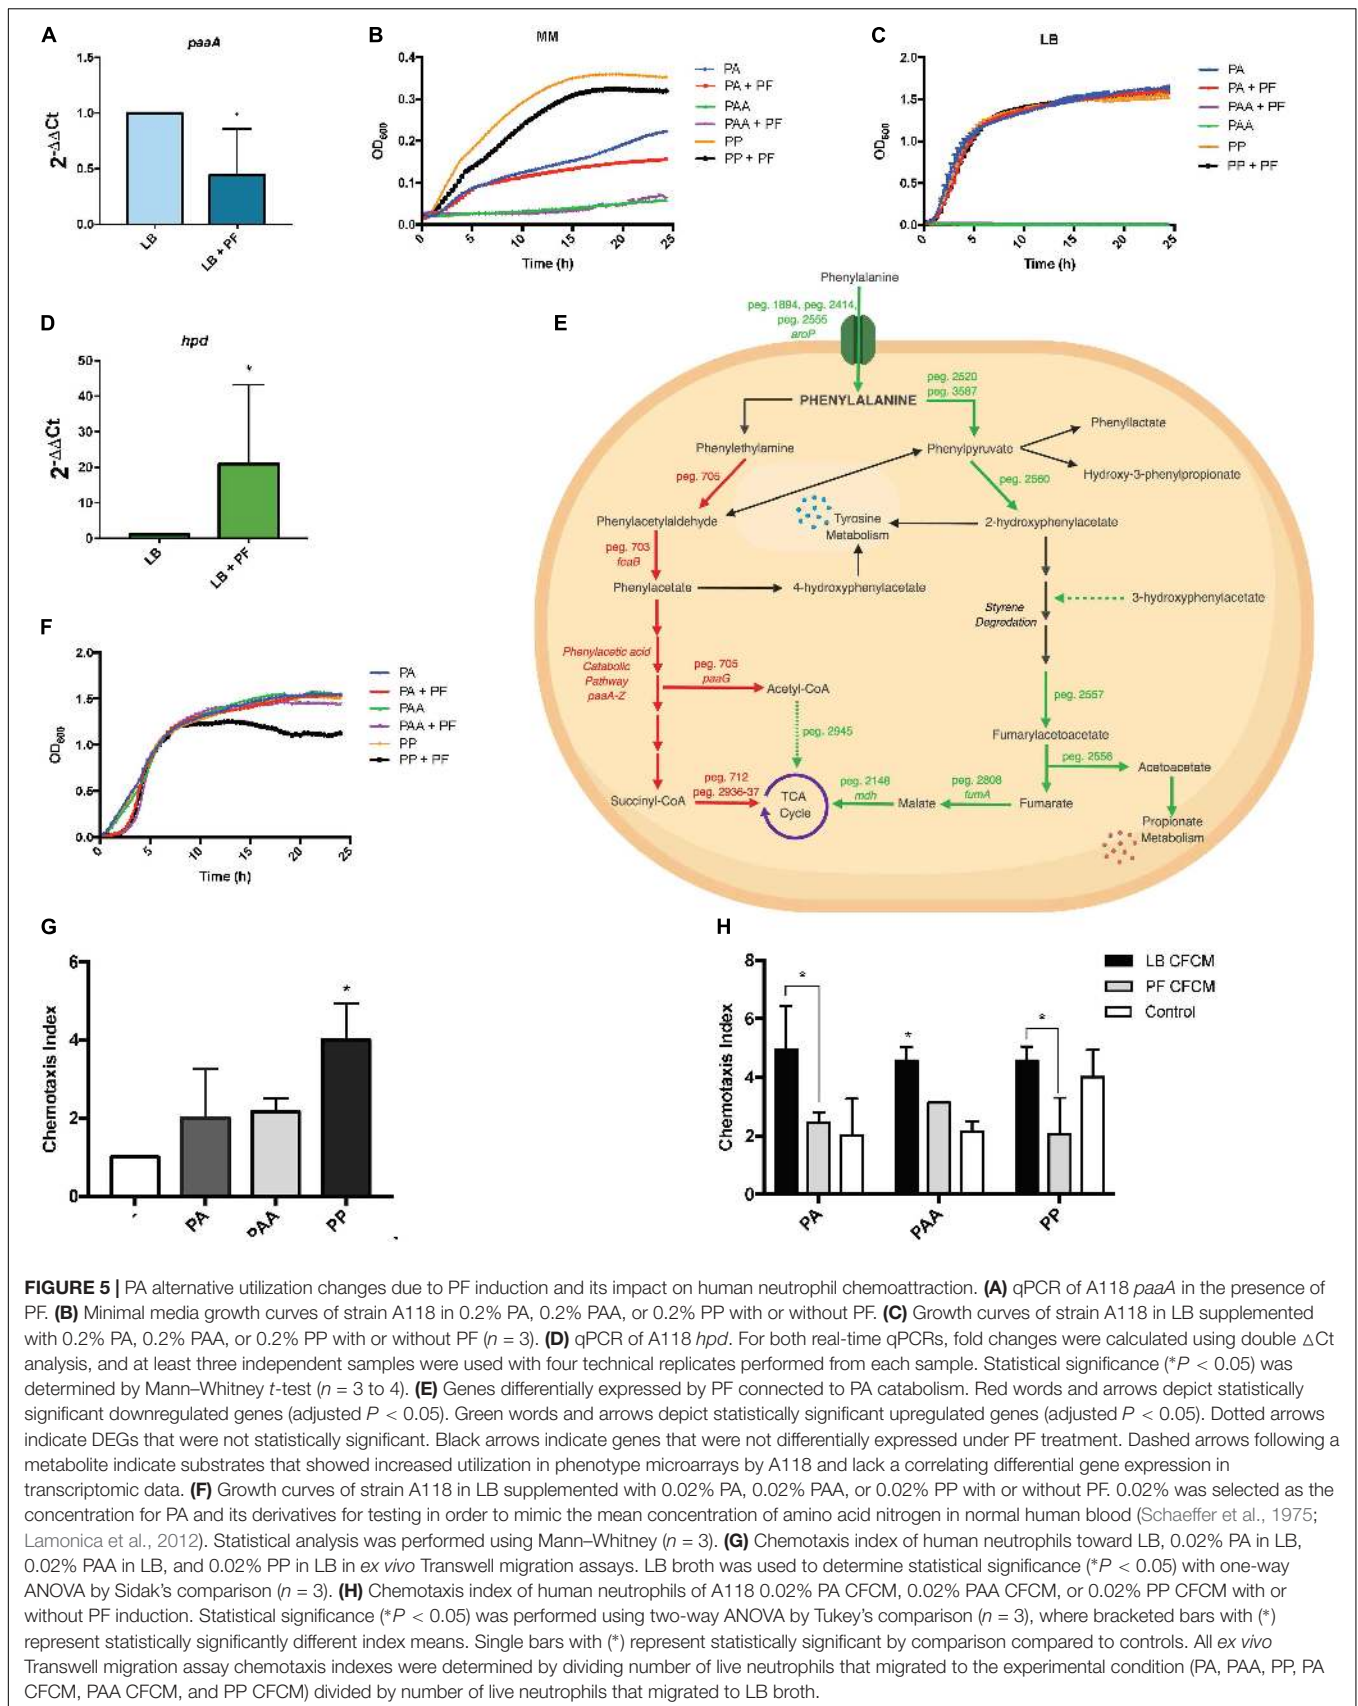 A
paaA
2-ΔΔCt
1.5
1.0
0.5
0.0
*
LB
LB + PF
B
MM
OD600
0.4
0.3
0.2
0.1
0.0
0
5
10
15
20
25
Time (h)
PA
PA + PF
PAA
PAA + PF
PP
PP + PF
C
LB
OD600
2.0
1.5
1.0
0.5
0.0
0
5
10
15
20
25
Time (h)
PA
PA + PF
PAA + PF
PAA
PP
PP + PF
D
hpd
2-ΔΔCt
50
40
30
20
10
0
*
LB
LB + PF
E
Phenylalanine
peg. 1894, peg. 2414,
peg. 2555
aroP
PHENYLALANINE
peg. 2520
peg. 3587
Phenylethylamine
Phenylpyruvate
Phenyllactate
Hydroxy-3-phenylpropionate
peg. 705
peg. 2560
Phenylacetylaldehyde
Tyrosine
Metabolism
2-hydroxyphenylacetate
peg. 703
feaB
Phenylacetate
4-hydroxyphenylacetate
Styrene
Degredation
3-hydroxyphenylacetate
Phenylacetic acid
Catabolic
Pathway
paaA-Z
peg. 705
paaG
Acetyl-CoA
peg. 2945
peg. 2557
Fumarylacetoacetate
peg. 2556
Acetoacetate
Succinyl-CoA
peg. 712
peg. 2936-37
TCA
Cycle
peg. 2148
mdh
Malate
peg. 2808
fumA
Fumarate
Propionate
Metabolism
F
OD600
2.0
1.5
1.0
0.5
0.0
0
5
10
15
20
25
Time (h)
PA
PA + PF
PAA
PAA + PF
PP
PP + PF
G
Chemotaxis Index
6
4
2
0
*
-
PA
PAA
PP
H
Chemotaxis Index
8
6
4
2
0
*
*
*
PA
PAA
PP
LB CFCM
PF CFCM
Control
FIGURE 5 | PA alternative utilization changes due to PF induction and its impact on human neutrophil chemoattraction. (A) qPCR of A118 paaA in the presence of
PF. (B) Minimal media growth curves of strain A118 in 0.2% PA, 0.2% PAA, or 0.2% PP with or without PF. (C) Growth curves of strain A118 in LB supplemented
with 0.2% PA, 0.2% PAA, or 0.2% PP with or without PF (n = 3). (D) qPCR of A118 hpd. For both real-time qPCRs, fold changes were calculated using double △Ct
analysis, and at least three independent samples were used with four technical replicates performed from each sample. Statistical significance (*P < 0.05) was
determined by Mann–Whitney t-test (n = 3 to 4). (E) Genes differentially expressed by PF connected to PA catabolism. Red words and arrows depict statistically
significant downregulated genes (adjusted P < 0.05). Green words and arrows depict statistically significant upregulated genes (adjusted P < 0.05). Dotted arrows
indicate DEGs that were not statistically significant. Black arrows indicate genes that were not differentially expressed under PF treatment. Dashed arrows following a
metabolite indicate substrates that showed increased utilization in phenotype microarrays by A118 and lack a correlating differential gene expression in
transcriptomic data. (F) Growth curves of strain A118 in LB supplemented with 0.02% PA, 0.02% PAA, or 0.02% PP with or without PF. 0.02% was selected as the
concentration for PA and its derivatives for testing in order to mimic the mean concentration of amino acid nitrogen in normal human blood (Schaeffer et al., 1975;
Lamonica et al., 2012). Statistical analysis was performed using Mann–Whitney (n = 3). (G) Chemotaxis index of human neutrophils toward LB, 0.02% PA in LB,
0.02% PAA in LB, and 0.02% PP in LB in ex vivo Transwell migration assays. LB broth was used to determine statistical significance (*P < 0.05) with one-way
ANOVA by Sidak's comparison (n = 3). (H) Chemotaxis index of human neutrophils of A118 0.02% PA CFCM, 0.02% PAA CFCM, or 0.02% PP CFCM with or
without PF induction. Statistical significance (*P < 0.05) was performed using two-way ANOVA by Tukey's comparison (n = 3), where bracketed bars with (*)
represent statistically significantly different index means. Single bars with (*) represent statistically significant by comparison compared to controls. All ex vivo
Transwell migration assay chemotaxis indexes were determined by dividing number of live neutrophils that migrated to the experimental condition (PA, PAA, PP, PA
CFCM, PAA CFCM, and PP CFCM) divided by number of live neutrophils that migrated to LB broth.